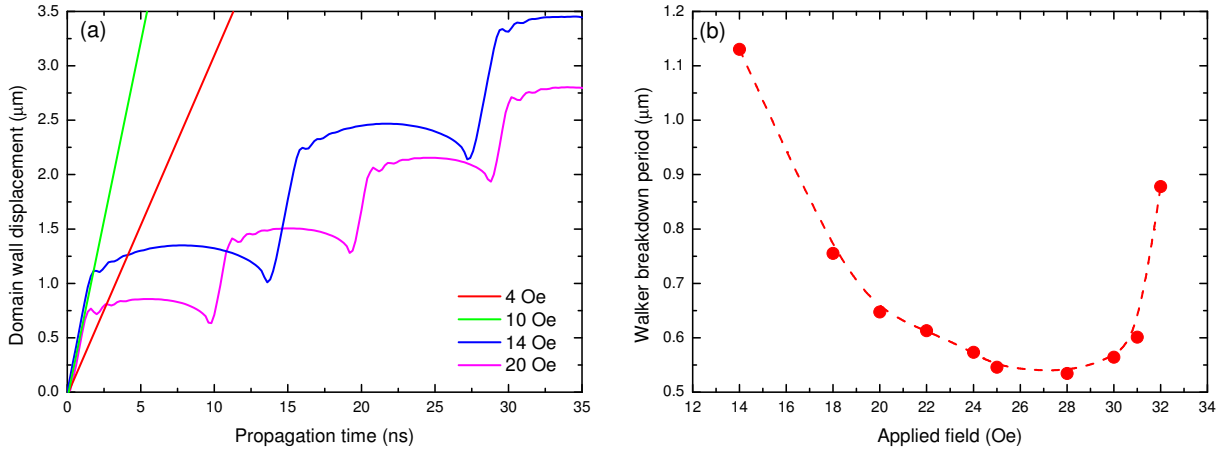 (a)
Domain wall displacement (μm)
3.5
3.0
2.5
2.0
1.5
1.0
0.5
0.0
0 5 10 15 20 25 30 35
Propagation time (ns)
4 Oe
10 Oe
14 Oe
20 Oe
(b)
Walker breakdown period (μm)
1.2
1.1
1.0
0.9
0.8
0.7
0.6
0.5
12 14 16 18 20 22 24 26 28 30 32 34
Applied field (Oe)